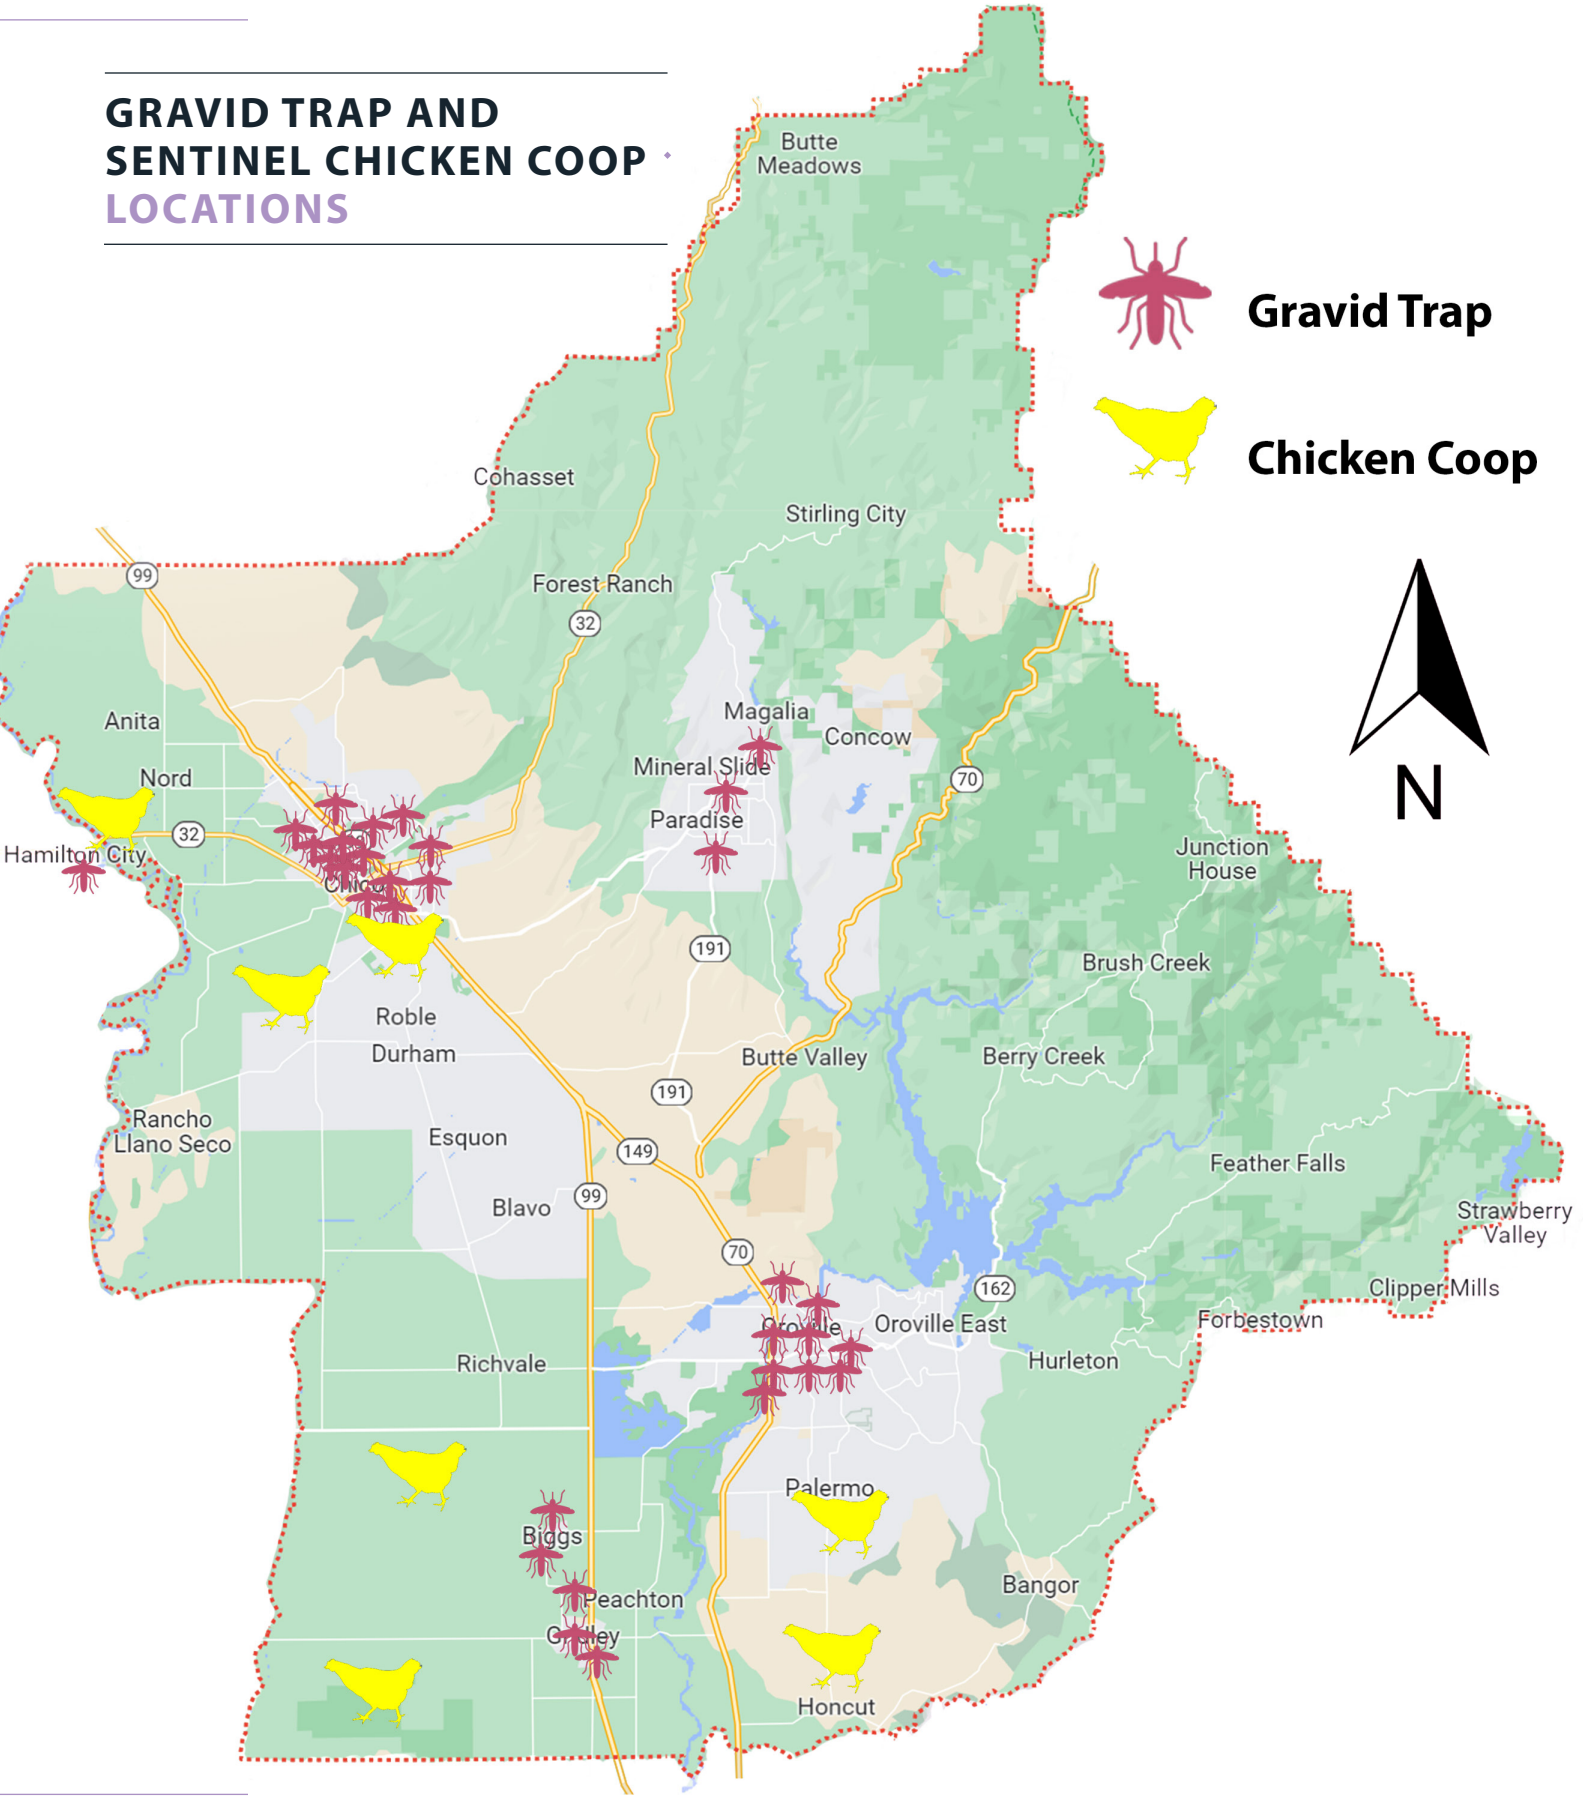 GRAVID TRAP AND
SENTINEL CHICKEN COOP
LOCATIONS
Butte
Meadows
Gravid Trap
Chicken Coop
Cohasset
Stirling City
99
Forest Ranch
32
N
Anita
Magalia
Concow
Nord
Mineral Slide
70
32
Paradise
Junction
House
Hamilton City
Chico
191
Brush Creek
Roble
Durham
Butte Valley
Berry Creek
191
Rancho
Llano Seco
Esquon
149
Feather Falls
99
Blavo
Strawberry
Valley
70
162
Clipper Mills
Oroville
Oroville East
Forbestown
Richvale
Hurleton
Palermo
Biggs
Bangor
Peachton
Gridley
Honcut